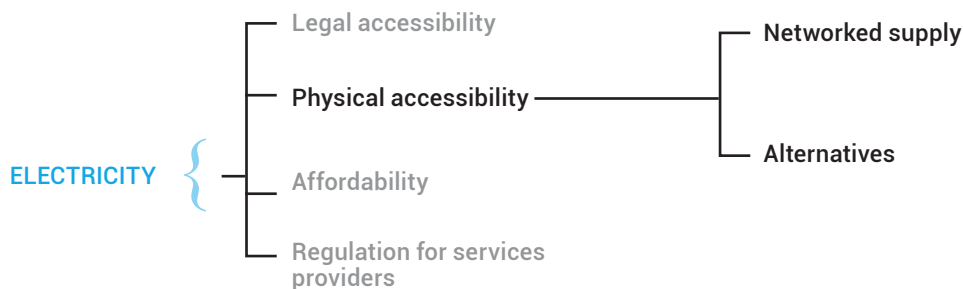 Legal accessibility
Networked supply
Physical accessibility
Alternatives
ELECTRICITY
Affordability
Regulation for services
providers